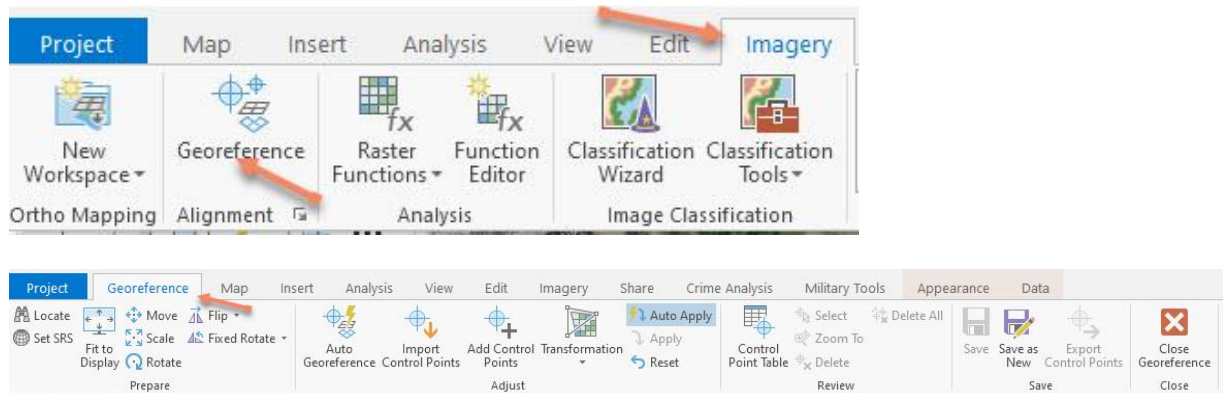 Project Map Insert Analysis View Edit Imagery
New Georeference Raster Function Classification Classification
Workspace Functions Editor Wizard Tools
Ortho Mapping Alignment Analysis Image Classification
Project Georeference Map Insert Analysis View Edit Imagery Share Crime Analysis Military Tools Appearance Data
Locate Move Flip Auto Apply Select Delete All
Set SRS Fit to Display Scale Fixed Rotate Auto Georeference Import Control Points Add Control Points Transformation Apply Control Point Table Zoom To Save Save as New Export Control Points Close Georeference
Rotate Reset Delete
Prepare Adjust Review Save Close